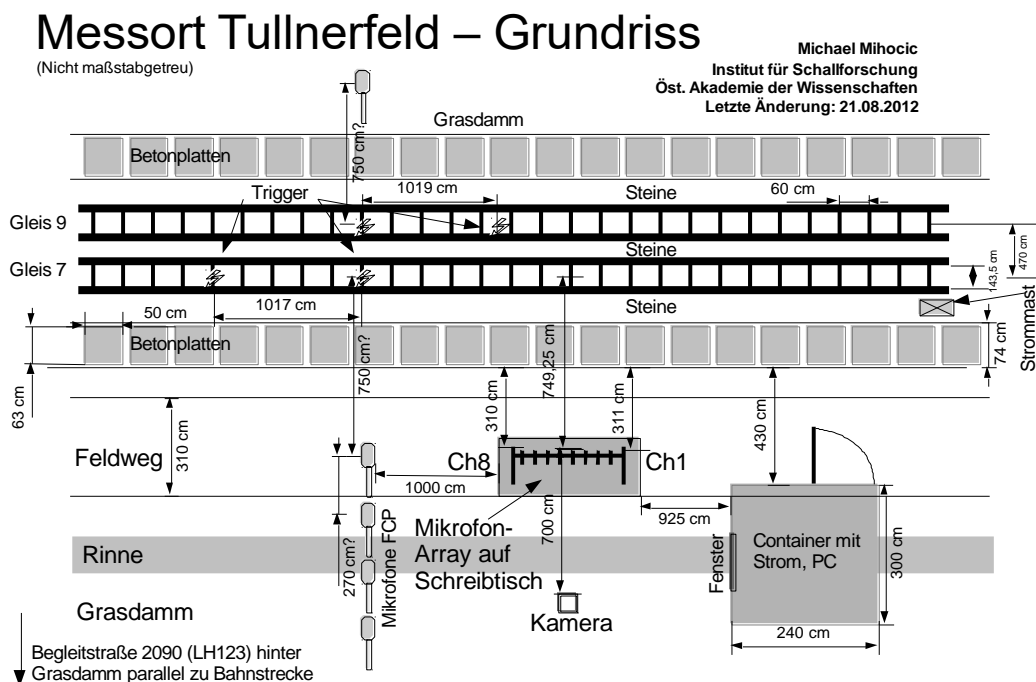 Messort Tullnerfeld – Grundriss
(Nicht maßstabgetreu)
Michael Mihocic
Institut für Schallforschung
Öst. Akademie der Wissenschaften
Letzte Änderung: 21.08.2012
Grasdamm
Betonplatten
750 cm?
Trigger
1019 cm
Steine
60 cm
Gleis 9
Steine
470 cm
Gleis 7
143,5 cm
1017 cm
Steine
50 cm
Betonplatten
Strommast
74 cm
63 cm
750 cm?
749,25 cm
310 cm
311 cm
430 cm
310 cm
Feldweg
Ch8
Ch1
1000 cm
925 cm
Mikrofon-
Array auf
Schreibtisch
700 cm
Rinne
270 cm?
Mikrofone FCP
Fenster
Container mit
Strom, PC
300 cm
Grasdamm
Kamera
240 cm
Begleitstraße 2090 (LH123) hinter
Grasdamm parallel zu Bahnstrecke